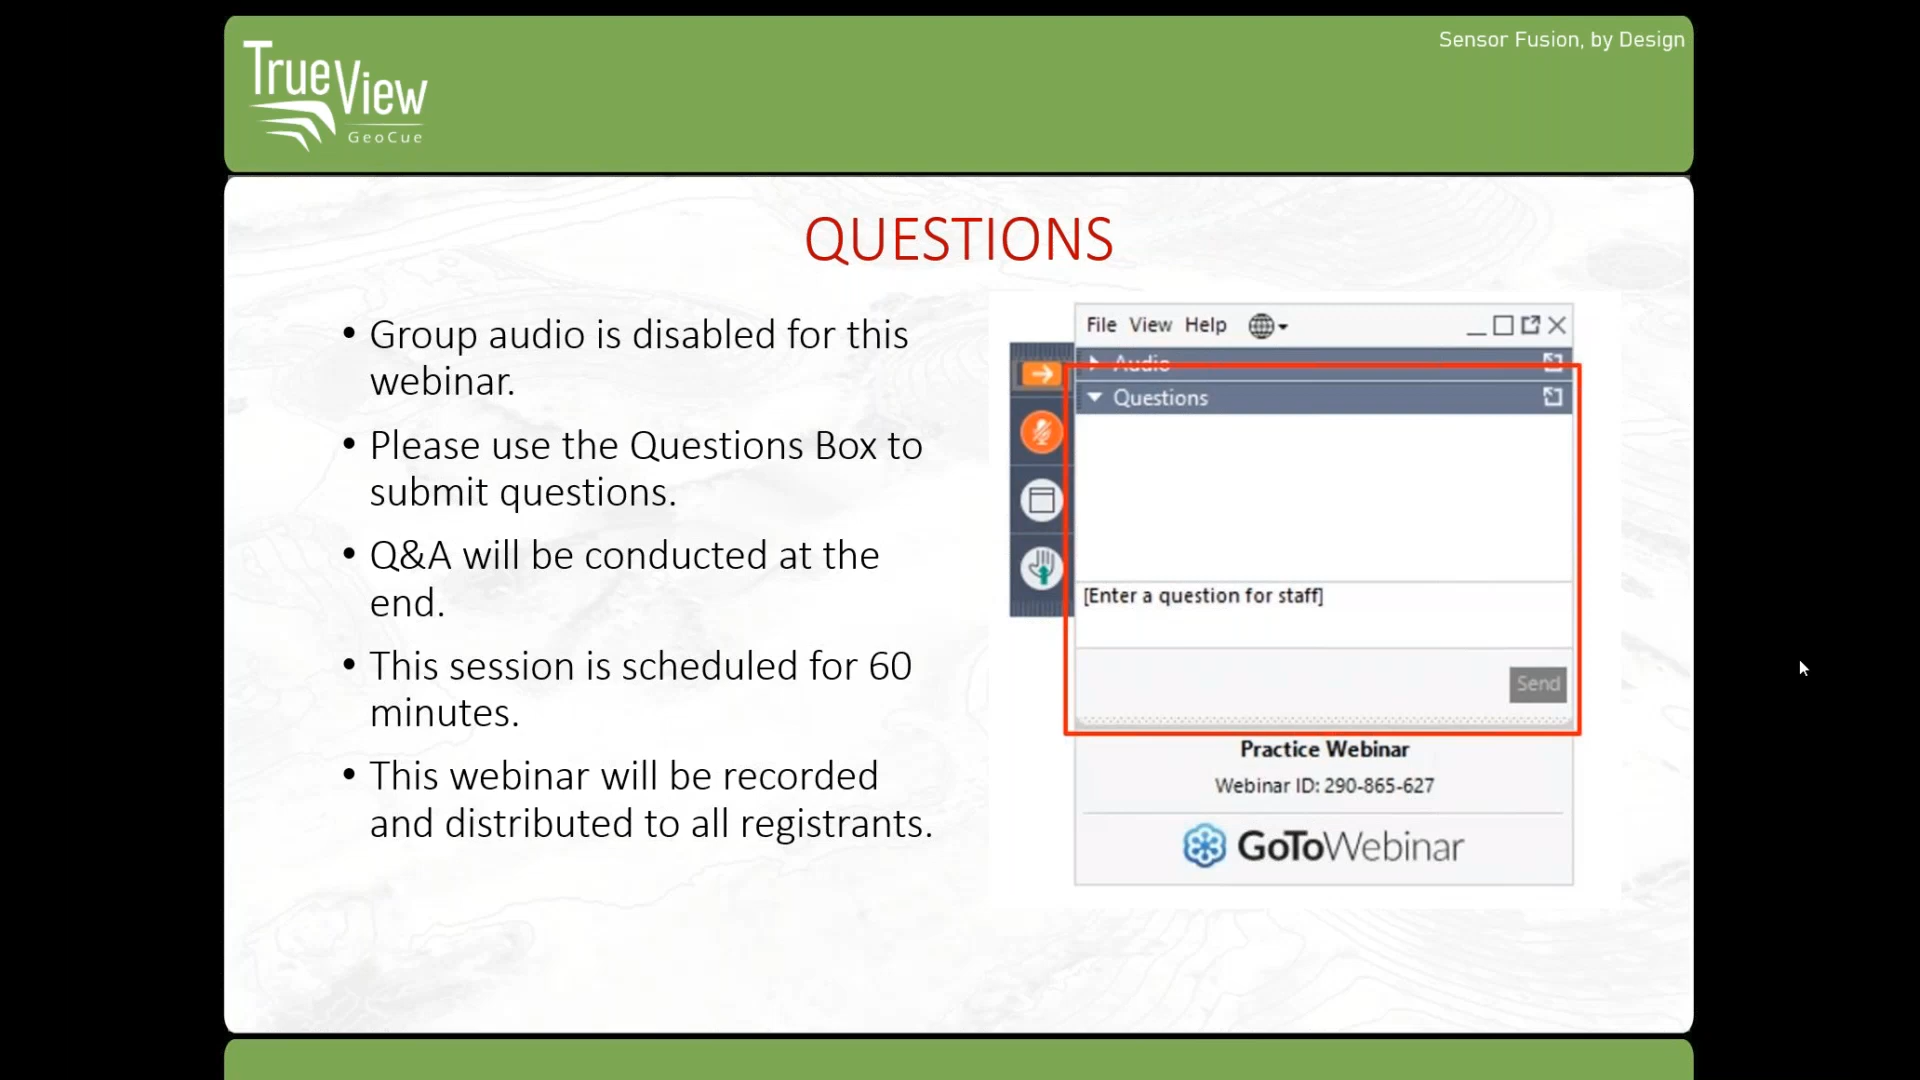 Sensor Fusion, by Design
TrueView
GeoCue
QUESTIONS
• Group audio is disabled for this
webinar.
• Please use the Questions Box to
submit questions.
• Q&A will be conducted at the
end.
• This session is scheduled for 60
minutes.
• This webinar will be recorded
and distributed to all registrants.
File View Help
Audio
Questions
[Enter a question for staff]
Send
Practice Webinar
Webinar ID: 290-865-627
GoToWebinar